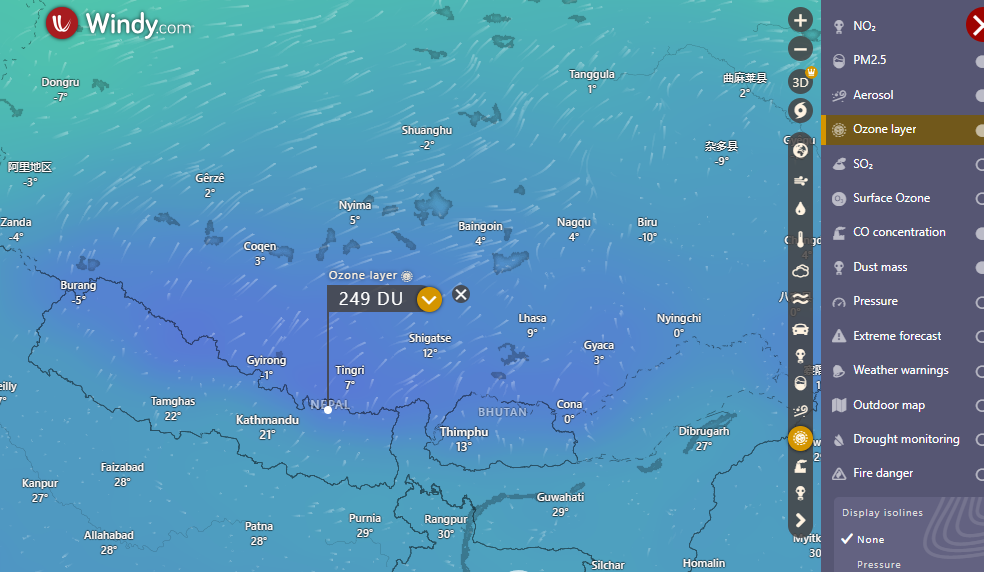 Windy.com
Dongru
-7°
Tanggula
1°
曲麻莱县
2°
Shuanghu
-2°
杂多县
-9°
阿里地区
-3°
Gêrzê
2°
Nyima
5°
Zanda
-4°
Baingoin
4°
Nagqu
4°
Biru
-10°
Coqen
3°
Burang
-5°
Ozone layer
249 DU
Lhasa
9°
Nyingchi
0°
Shigatse
12°
Gyaca
3°
Gyirong
-1°
Tingri
7°
NEPAL
Tamghas
22°
Kathmandu
21°
BHUTAN
Cona
0°
Thimphu
13°
Dibrugarh
27°
Faizabad
28°
Kanpur
27°
Guwahati
29°
Allahabad
28°
Patna
28°
Purnia
29°
Rangpur
30°
Silchar
Homalin
30°
3D
NO₂
PM2.5
Aerosol
Ozone layer
SO₂
Surface Ozone
CO concentration
Dust mass
Pressure
Extreme forecast
Weather warnings
Outdoor map
Drought monitoring
Fire danger
Display isolines
None
Pressure